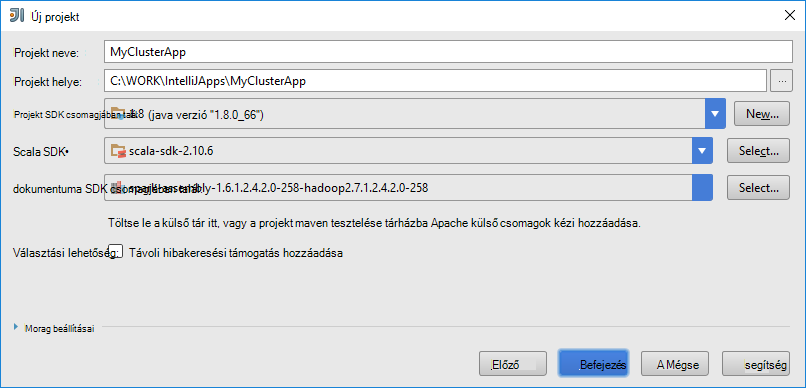 Új projekt
Projekt neve: MyClusterApp
Projekt helye: C:\WORK\IntelliJApps\MyClusterApp ...
Projekt SDK csomagjában talál 1.8 (java verzió "1.8.0_66") New...
Scala SDK• scala-sdk-2.10.6 Select...
dokumentuma SDK csomagjában talál: spark-assembly-1.6.1.2.4.2.0-258-hadoop2.7.1.2.4.2.0-258 Select...
Töltse le a külső tár itt, vagy a projekt maven tesztelése tárházba Apache külső csomagok kézi hozzáadása.
Választási lehetőség: Távoli hibakeresési támogatás hozzáadása
Morag beállításai
Előző Befejezés A Mégse segítség